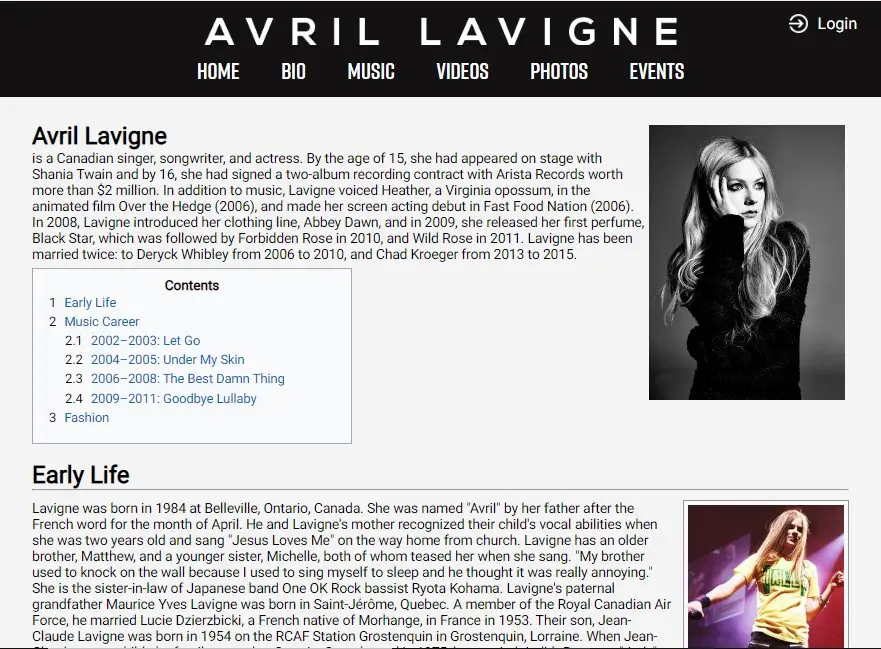 AVRIL LAVIGNE
Login
HOME BIO MUSIC VIDEOS PHOTOS EVENTS
Avril Lavigne
is a Canadian singer, songwriter, and actress. By the age of 15, she had appeared on stage with
Shania Twain and by 16, she had signed a two-album recording contract with Arista Records worth
more than $2 million. In addition to music, Lavigne voiced Heather, a Virginia opossum, in the
animated film Over the Hedge (2006), and made her screen acting debut in Fast Food Nation (2006).
In 2008, Lavigne introduced her clothing line, Abbey Dawn, and in 2009, she released her first perfume,
Black Star, which was followed by Forbidden Rose in 2010, and Wild Rose in 2011. Lavigne has been
married twice: to Deryck Whibley from 2006 to 2010, and Chad Kroeger from 2013 to 2015.
Contents
1 Early Life
2 Music Career
2.1 2002–2003: Let Go
2.2 2004–2005: Under My Skin
2.3 2006–2008: The Best Damn Thing
2.4 2009–2011: Goodbye Lullaby
3 Fashion
Early Life
Lavigne was born in 1984 at Belleville, Ontario, Canada. She was named "Avril" by her father after the
French word for the month of April. He and Lavigne's mother recognized their child's vocal abilities when
she was two years old and sang "Jesus Loves Me" on the way home from church. Lavigne has an older
brother, Matthew, and a younger sister, Michelle, both of whom teased her when she sang. "My brother
used to knock on the wall because I used to sing myself to sleep and he thought it was really annoying."
She is the sister-in-law of Japanese band One OK Rock bassist Ryota Kohama. Lavigne's paternal
grandfather Maurice Yves Lavigne was born in Saint-Jérôme, Quebec. A member of the Royal Canadian Air
Force, he married Lucie Dzierzbicki, a French native of Morhange, in France in 1953. Their son, Jean-
Claude Lavigne was born in 1954 on the RCAF Station Grostenquin in Grostenquin, Lorraine. When Jean-